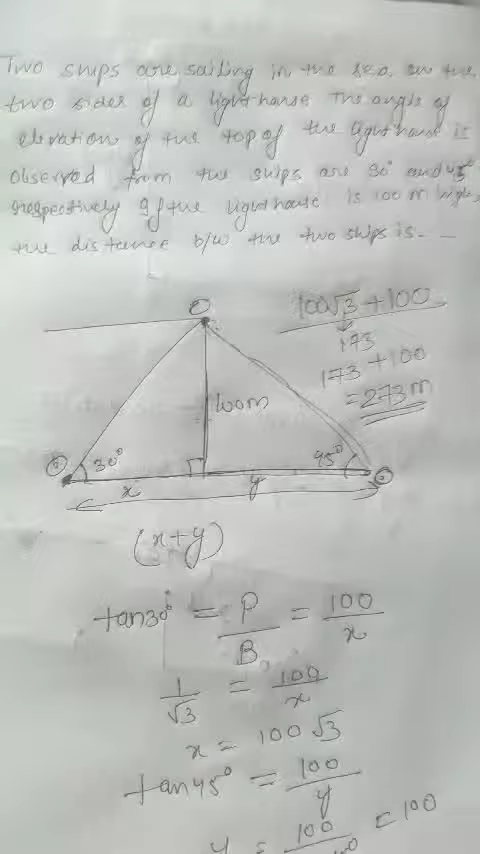 Two ships are sailing in the sea on the
two sides of a lighthouse The angle of
elevation of the top of the lighthouse is
observed from the ships are 30° and 45°
respectively If the lighthouse is 100 m high,
the distance b/w the two ships is - -
100√3 + 100
173
173 + 100
= 273m
100m
30°
45°
x
y
(x+y)
tan30° = P/B = 100/x
1/√3 = 100/x
x = 100√3
tan45° = 100/y
y = 100 = 100